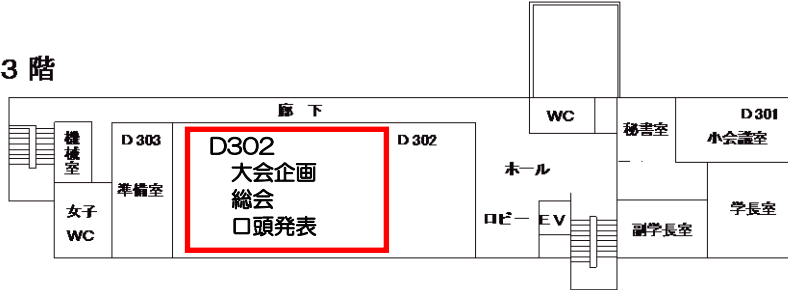 3 階
廊 下
WC
秘書室
D301
小会議室
機械室
D303
準備室
D302
大会企画
総会
口頭発表
D302
ホール
ロビー
EV
女子
WC
副学長室
学長室